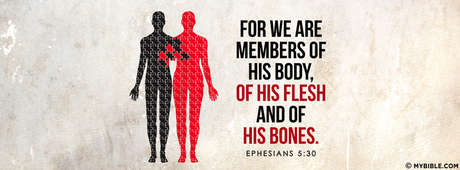 FOR WE ARE
MEMBERS OF
HIS BODY,
OF HIS FLESH
AND OF
HIS BONES.
EPHESIANS 5:30
© MYBIBLE.COM